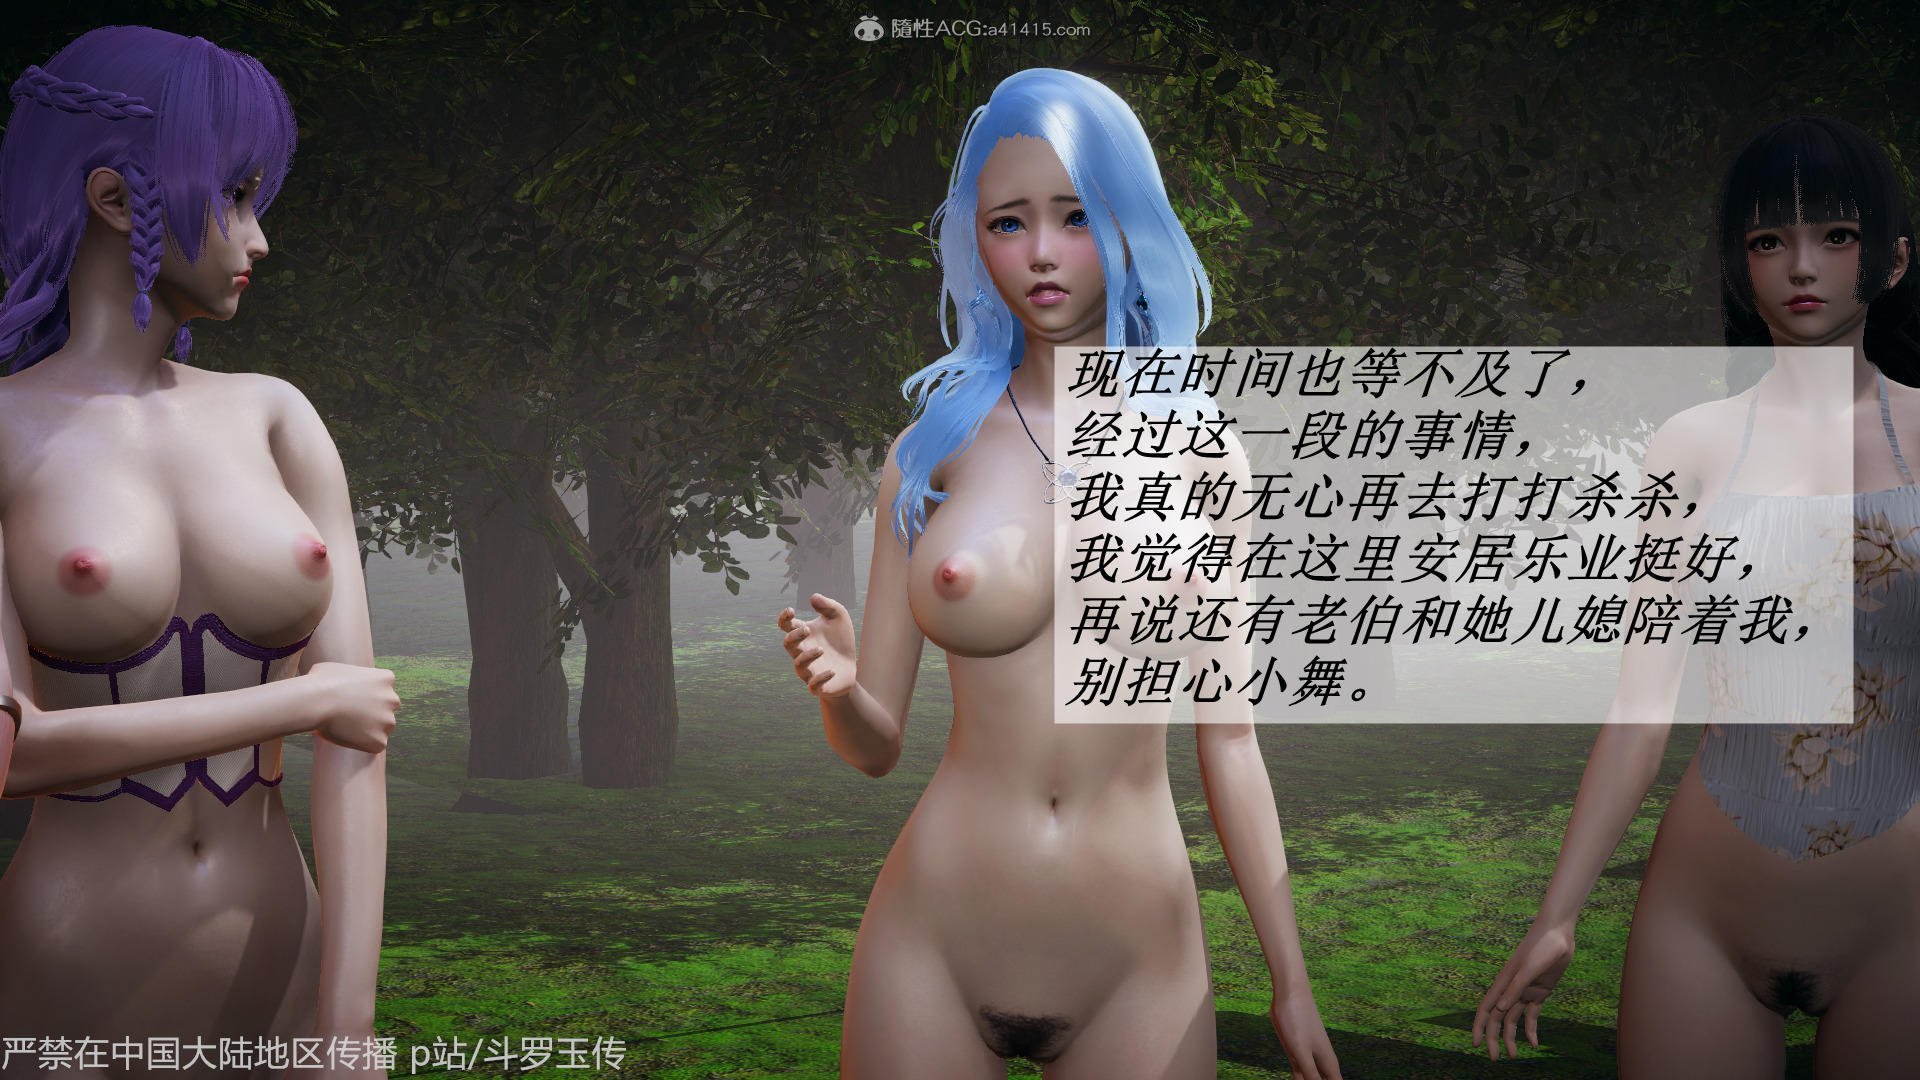 隨性ACG:a41415.com
现在时间也等不及了，
经过这一段的事情，
我真的无心再去打打杀杀，
我觉得在这里安居乐业挺好，
再说还有老伯和她儿媳陪着我，
别担心小舞。
严禁在中国大陆地区传播 p站/斗罗玉传